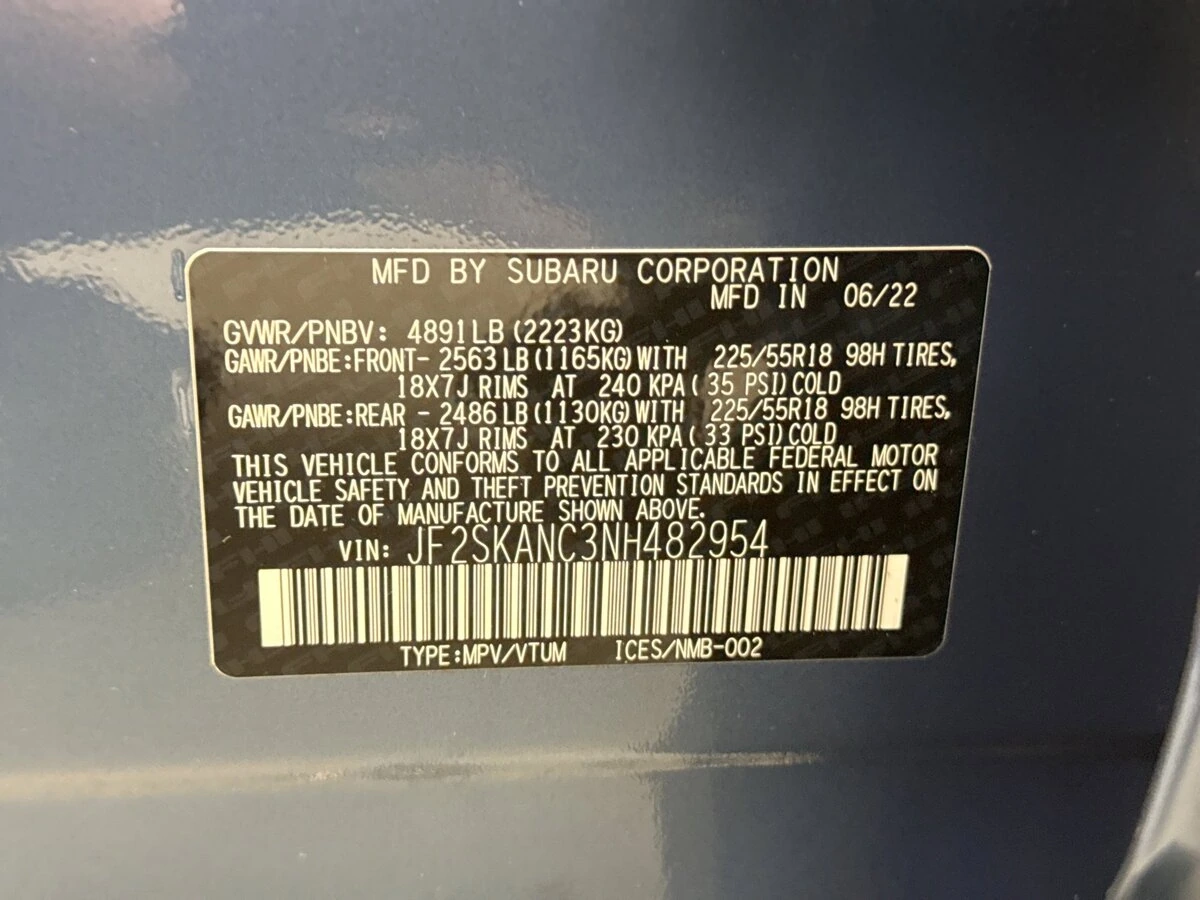 MFD BY SUBARU CORPORATION
MFD IN 06/22
GVWR/PNBV: 4891LB(2223KG)
GAWR/PNBE:FRONT- 2563LB(1165KG)WITH 225/55R18 98H TIRES,
18X7J RIMS AT 240 KPA( 35 PSI)COLD
GAWR/PNBE:REAR - 2486LB(1130KG)WITH 225/55R18 98H TIRES,
18X7J RIMS AT 230 KPA( 33 PSI)COLD
THIS VEHICLE CONFORMS TO ALL APPLICABLE FEDERAL MOTOR
VEHICLE SAFETY AND THEFT PREVENTION STANDARDS IN EFFECT ON
THE DATE OF MANUFACTURE SHOWN ABOVE.
VIN: JF2SKANC3NH482954
TYPE:MPV/VTUM ICES/NMB-002